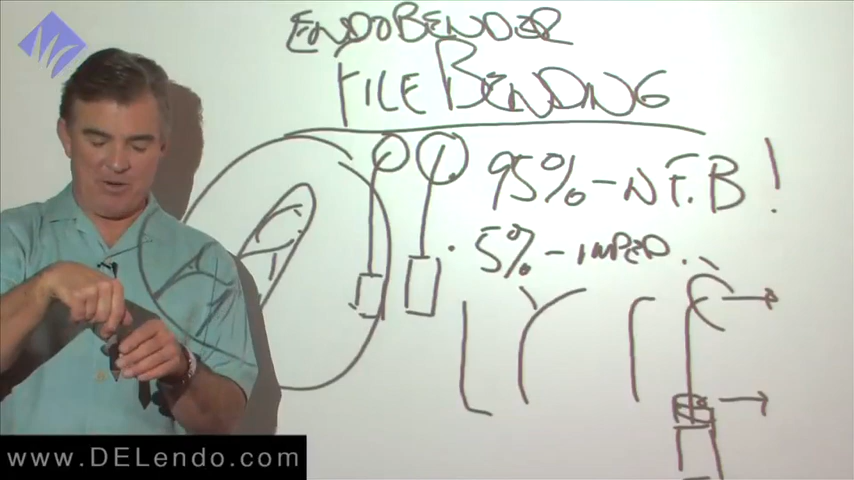 ENDOBENDER
FILE BENDING
95% - N.F.B!
5% - IMPED.
www.DELendo.com